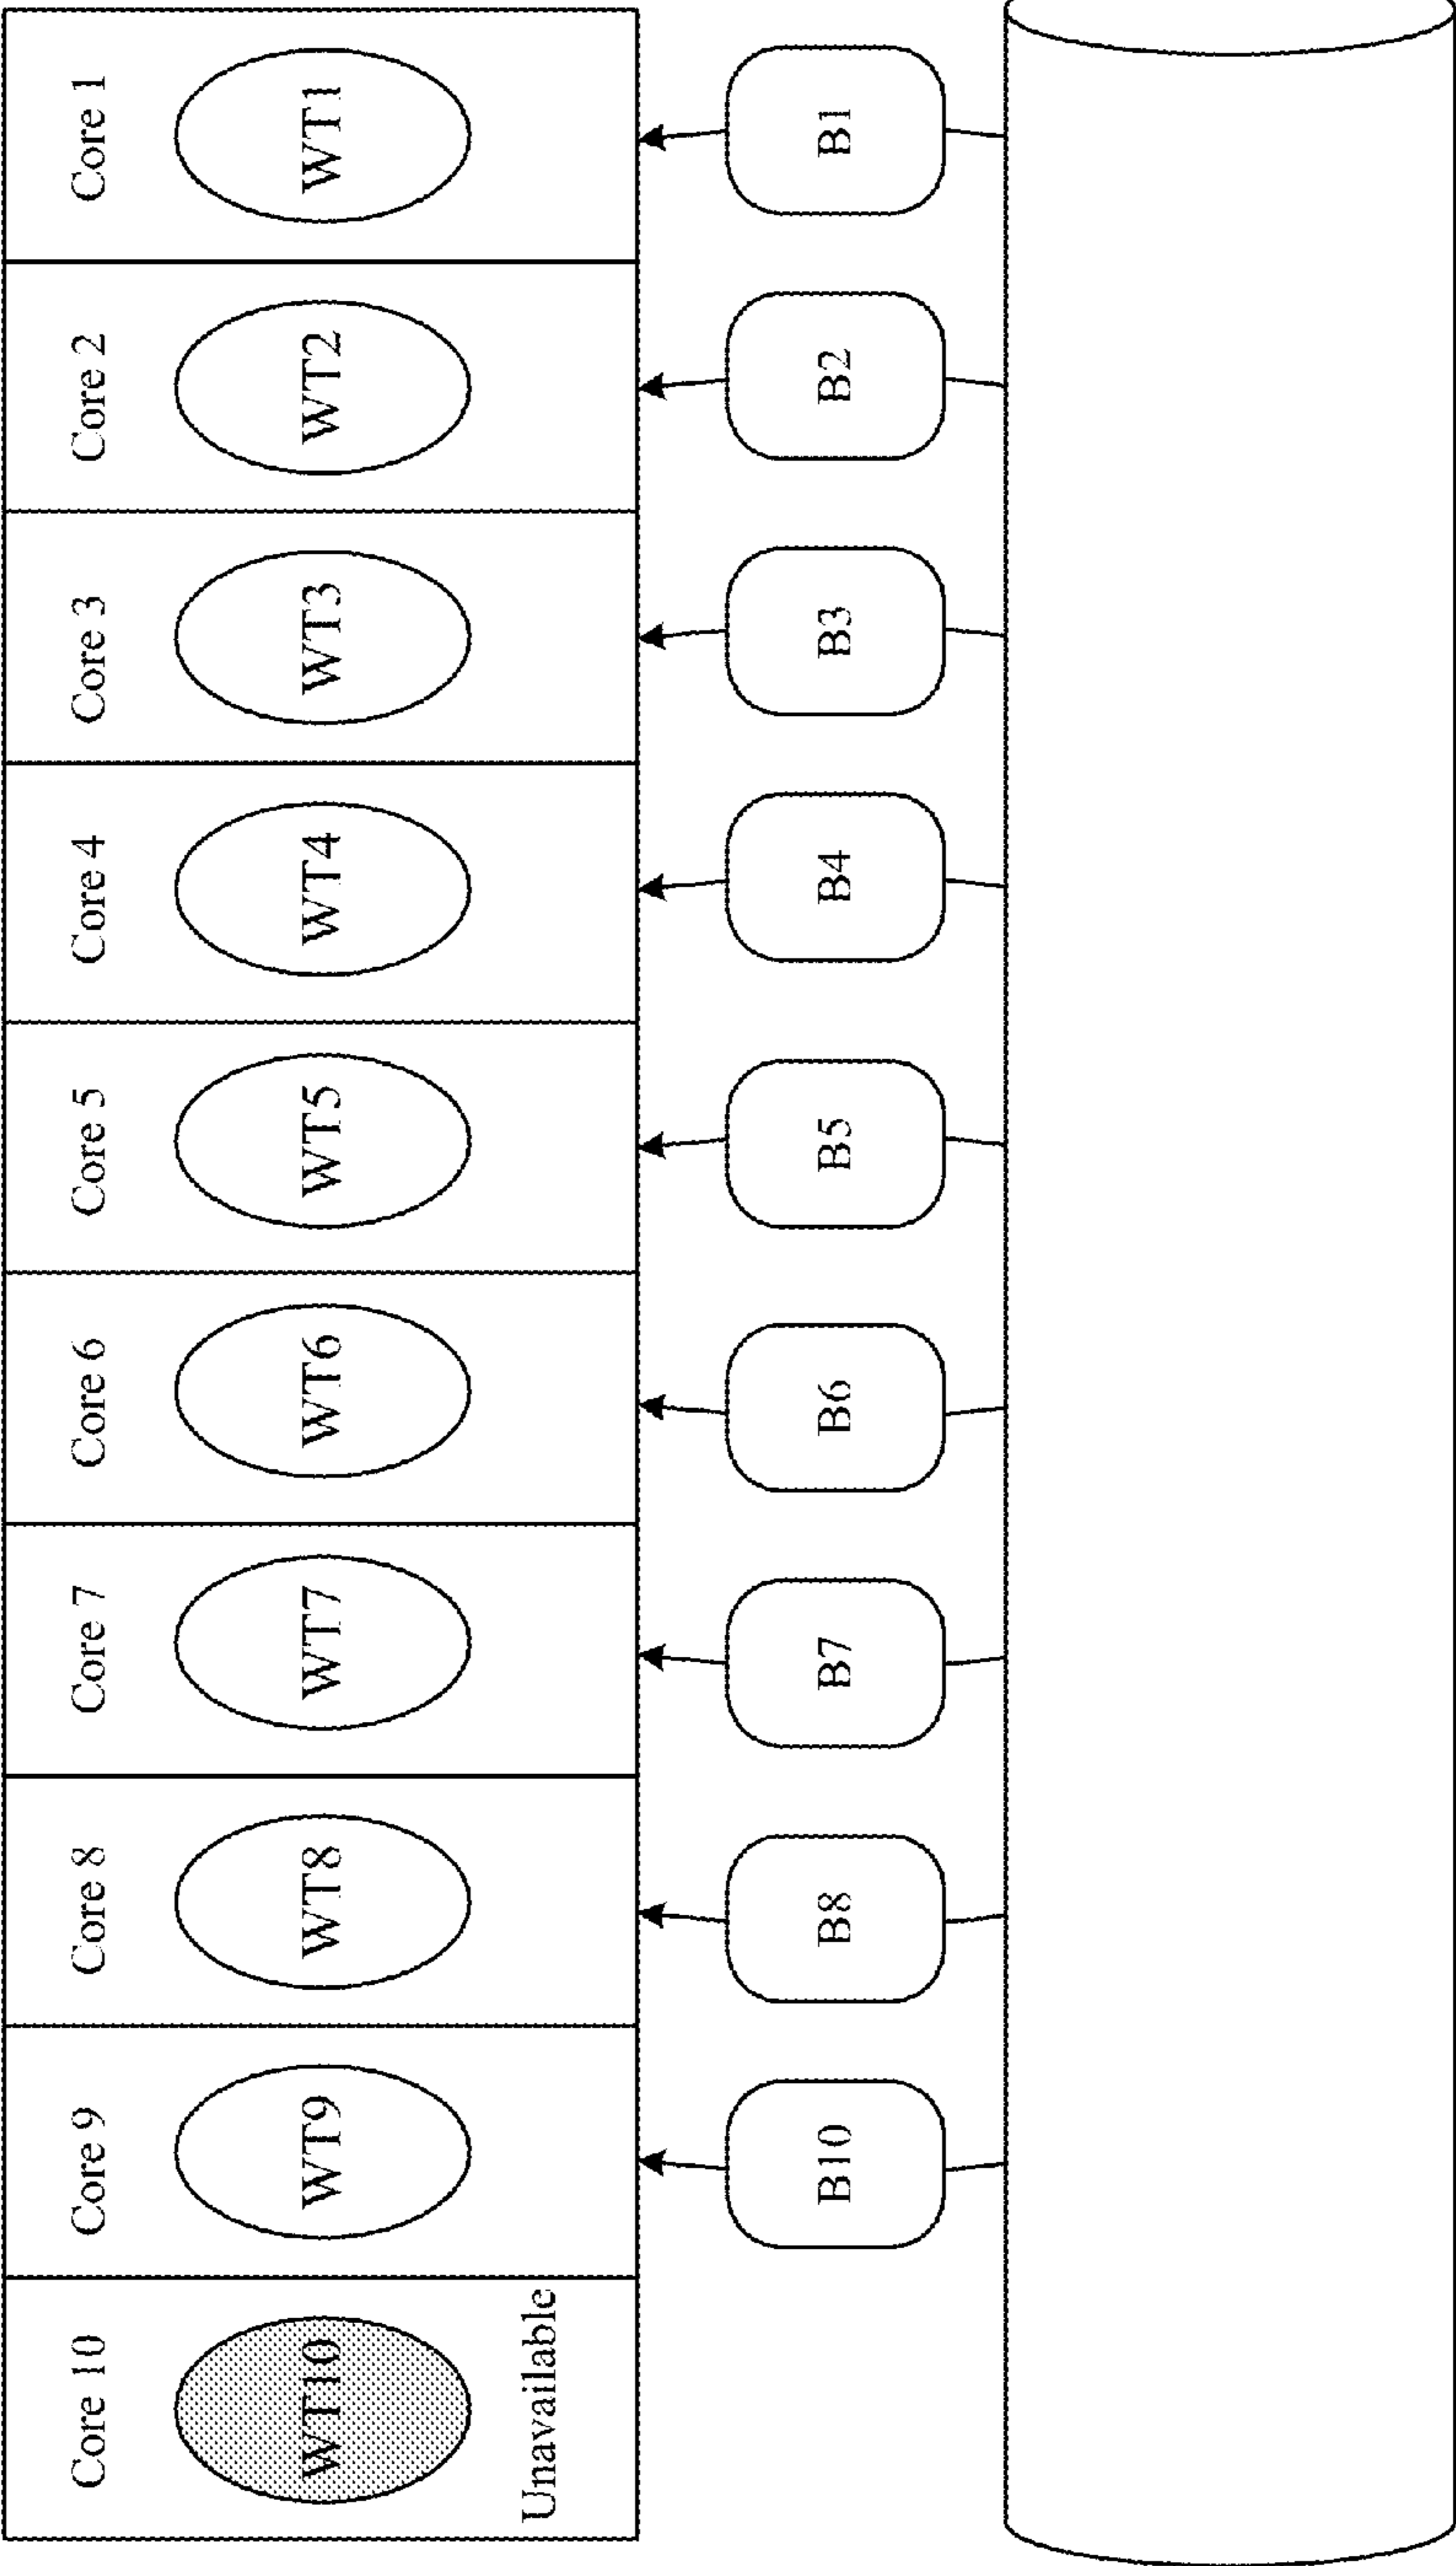 Core 10
Core 9
Core 8
Core 7
Core 6
Core 5
Core 4
Core 3
Core 2
Core 1
WT10
WT9
WT8
WT7
WT6
WT5
WT4
WT3
WT2
WT1
Unavailable
B10
B8
B7
B6
B5
B4
B3
B2
B1